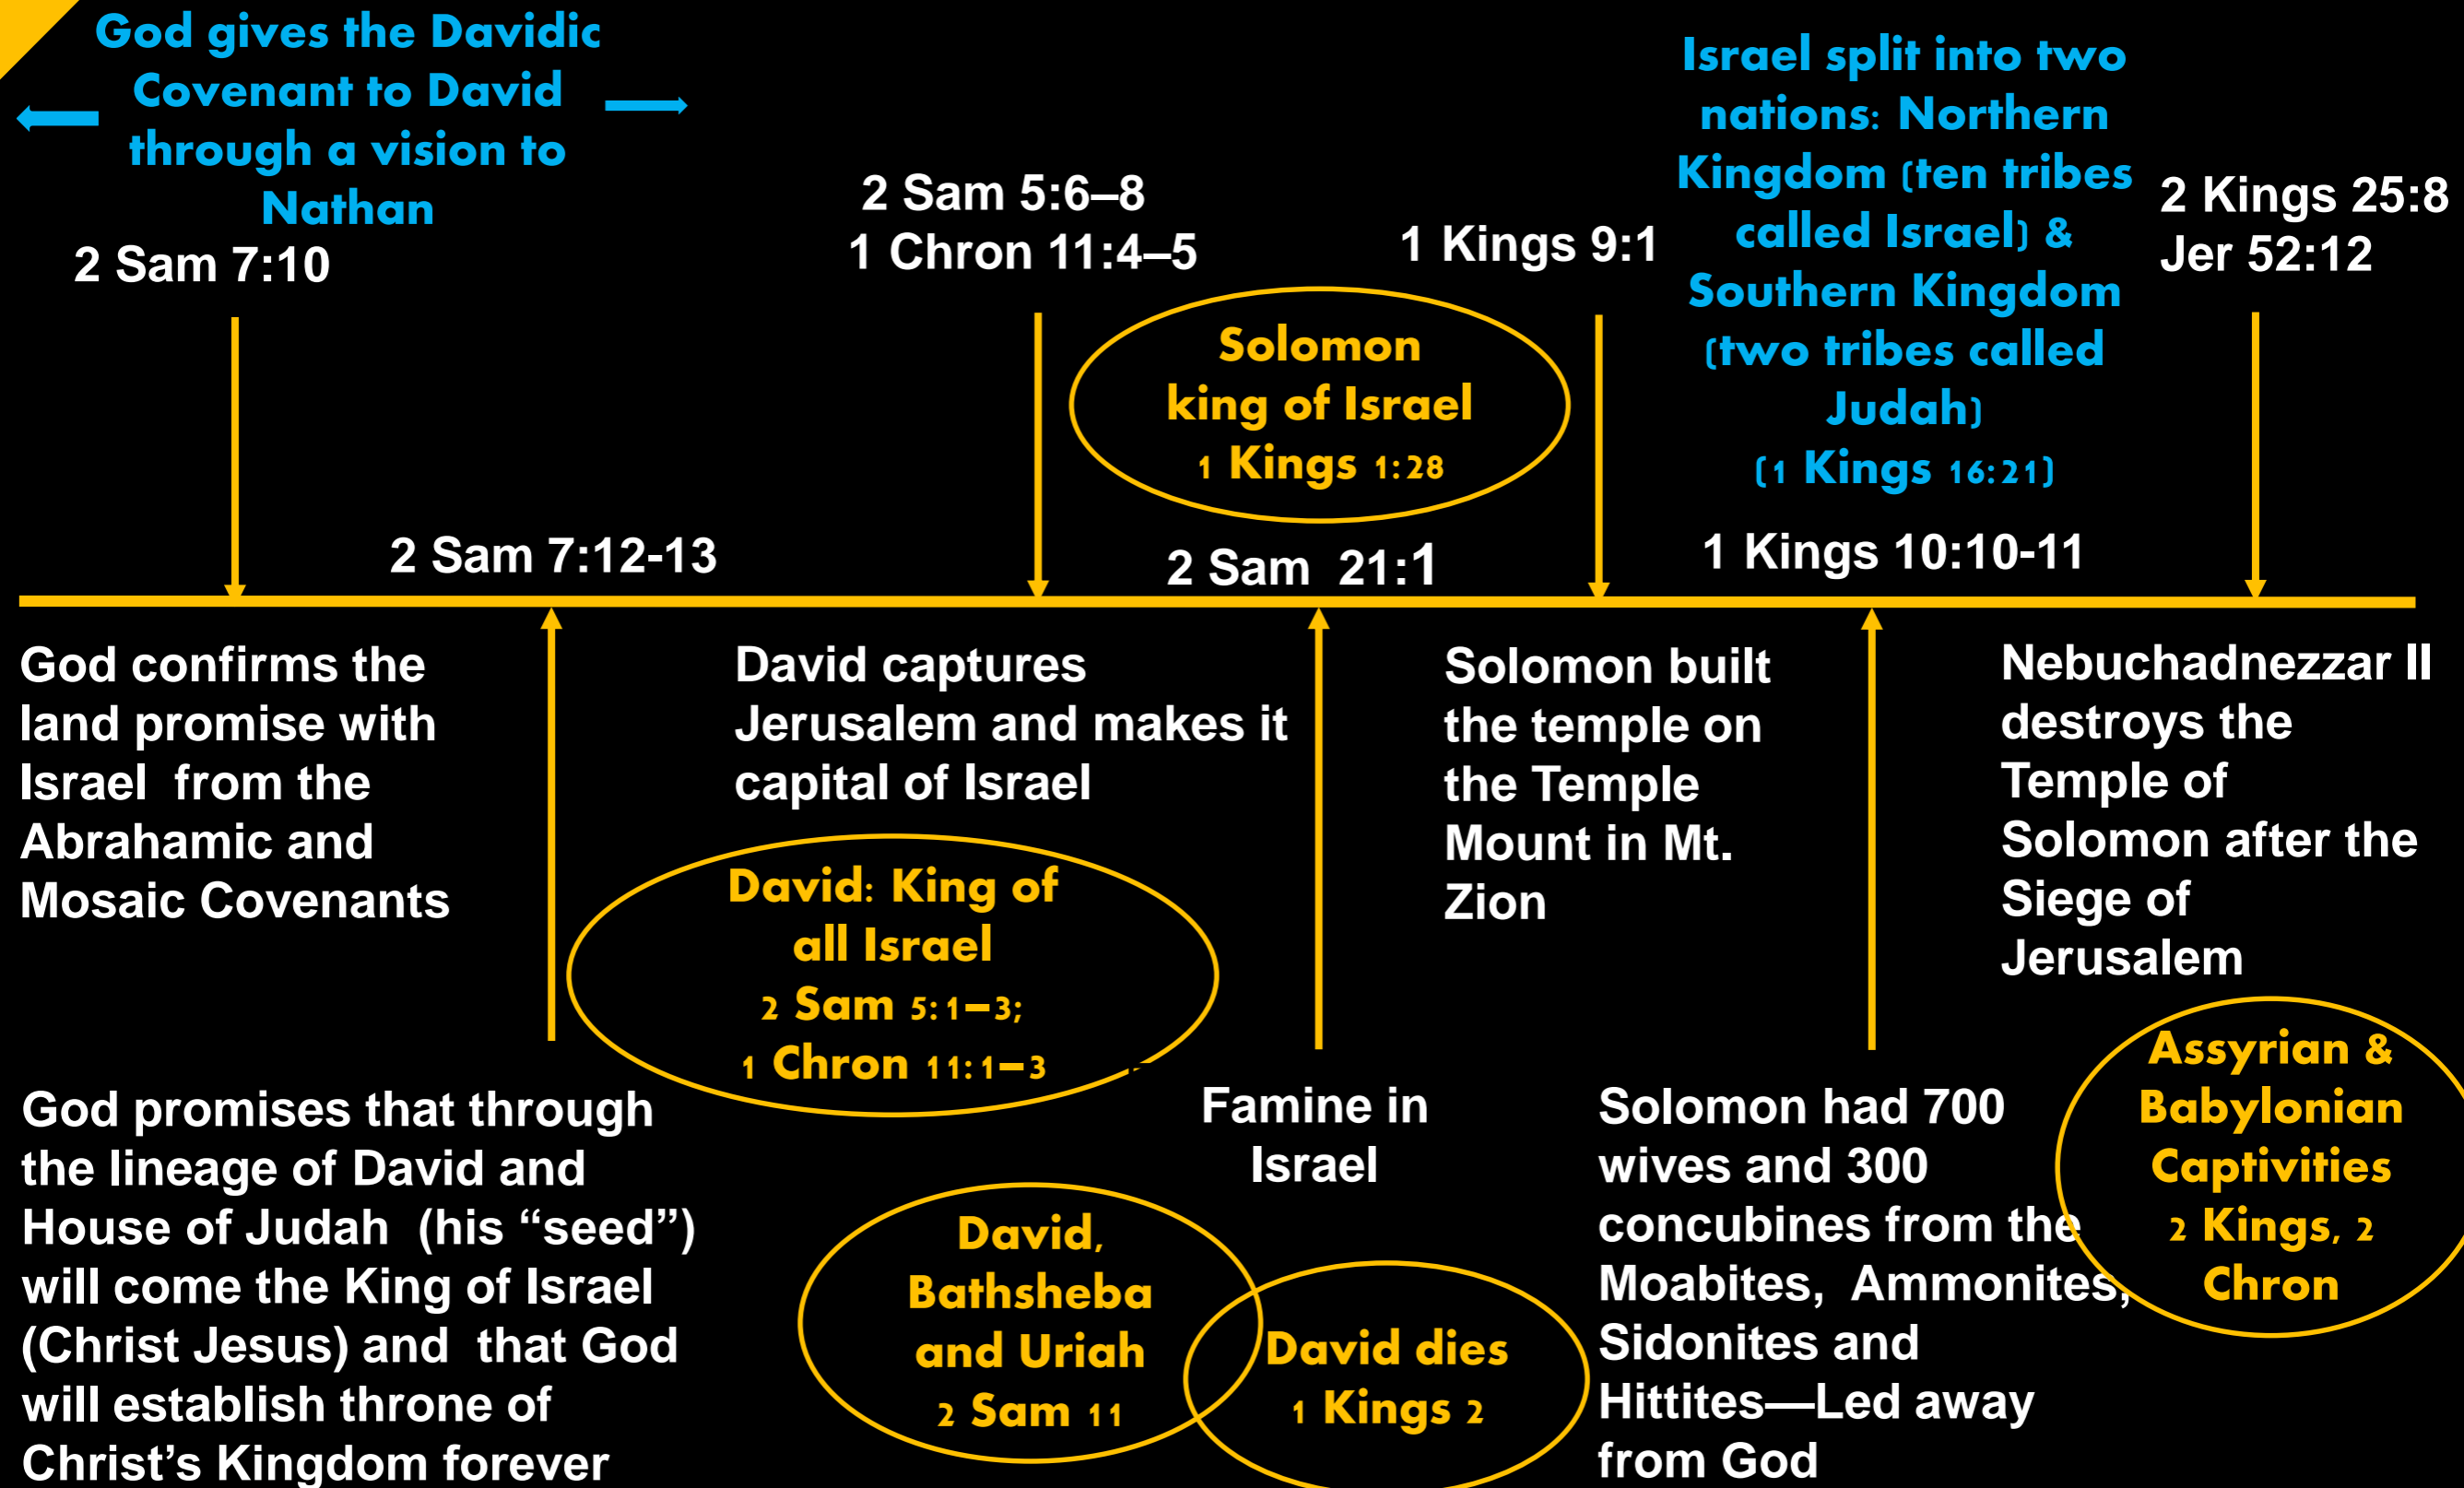 God gives the Davidic
Covenant to David
through a vision to
Nathan
2 Sam 7:10
2 Sam 5:6–8
1 Chron 11:4–5
1 Kings 9:1
Israel split into two
nations: Northern
Kingdom (ten tribes
called Israel) &
Southern Kingdom
(two tribes called
Judah)
(1 Kings 16:21)
2 Kings 25:8
Jer 52:12
Solomon
king of Israel
1 Kings 1:28
2 Sam 7:12-13
2 Sam 21:1
1 Kings 10:10-11
God confirms the
land promise with
Israel from the
Abrahamic and
Mosaic Covenants
David captures
Jerusalem and makes it
capital of Israel
Solomon built
the temple on
the Temple
Mount in Mt.
Zion
Nebuchadnezzar II
destroys the
Temple of
Solomon after the
Siege of
Jerusalem
David: King of
all Israel
2 Sam 5:1–3;
1 Chron 11:1–3
God promises that through
the lineage of David and
House of Judah (his “seed”)
will come the King of Israel
(Christ Jesus) and that God
will establish throne of
Christ’s Kingdom forever
Famine in
Israel
David,
Bathsheba
and Uriah
2 Sam 11
David dies
1 Kings 2
Solomon had 700
wives and 300
concubines from the
Moabites, Ammonites,
Sidonites and
Hittites—Led away
from God
Assyrian &
Babylonian
Captivities
2 Kings, 2
Chron